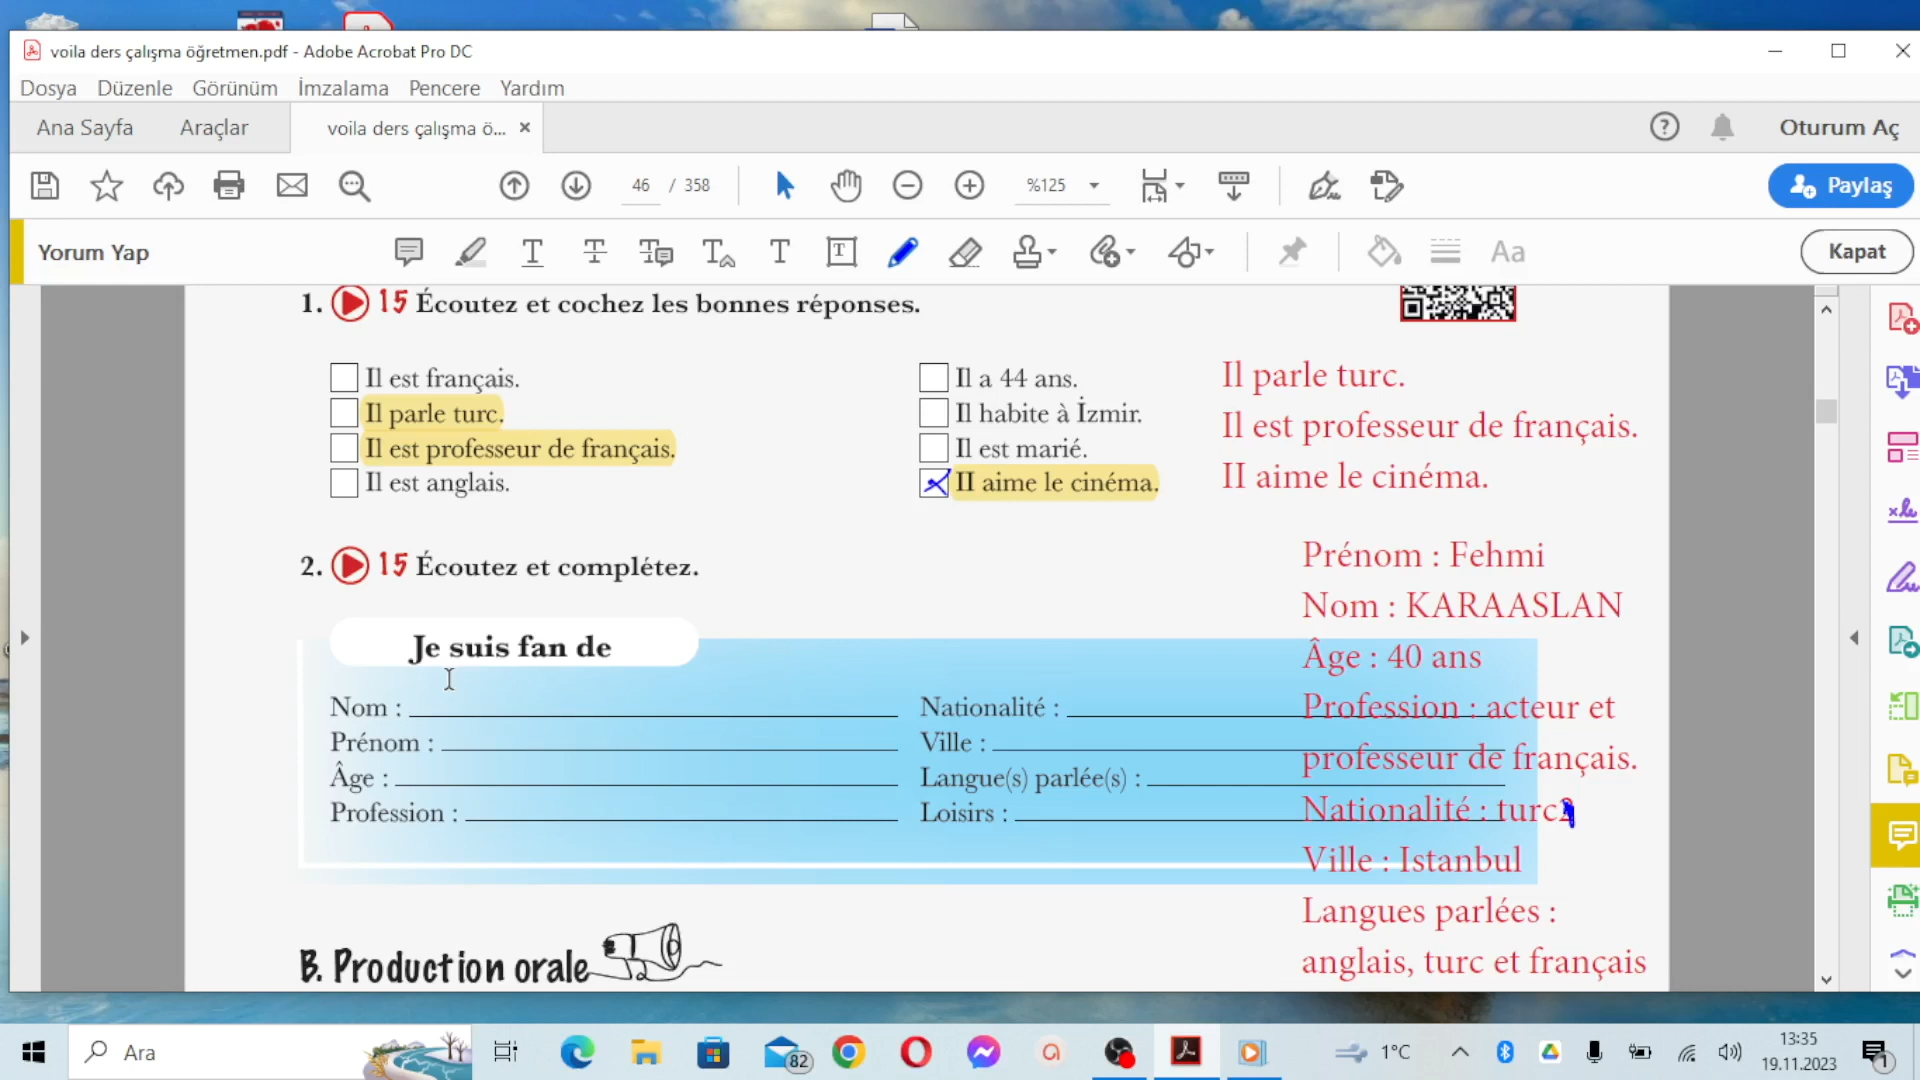 voila ders çalışma öğretmen.pdf - Adobe Acrobat Pro DC
Dosya Düzenle Görünüm İmzalama Pencere Yardım
Ana Sayfa Araçlar voila ders çalışma ö... Oturum Aç
46 / 358 %125 Paylaş
Yorum Yap Aa Kapat
1. 15 Écoutez et cochez les bonnes réponses.
Il est français.
Il parle turc.
Il est professeur de français.
Il est anglais.
Il a 44 ans.
Il habite à İzmir.
Il est marié.
II aime le cinéma.
Il parle turc.
Il est professeur de français.
II aime le cinéma.
2. 15 Écoutez et complétez.
Je suis fan de
Nom :
Prénom :
Âge :
Profession :
Nationalité :
Ville :
Langue(s) parlée(s) :
Loisirs :
Prénom : Fehmi
Nom : KARAASLAN
Âge : 40 ans
Profession : acteur et
professeur de français.
Nationalité : turc2
Ville : Istanbul
Langues parlées :
anglais, turc et français
B. Production orale
Ara 82 1°C 13:35
19.11.2023 1